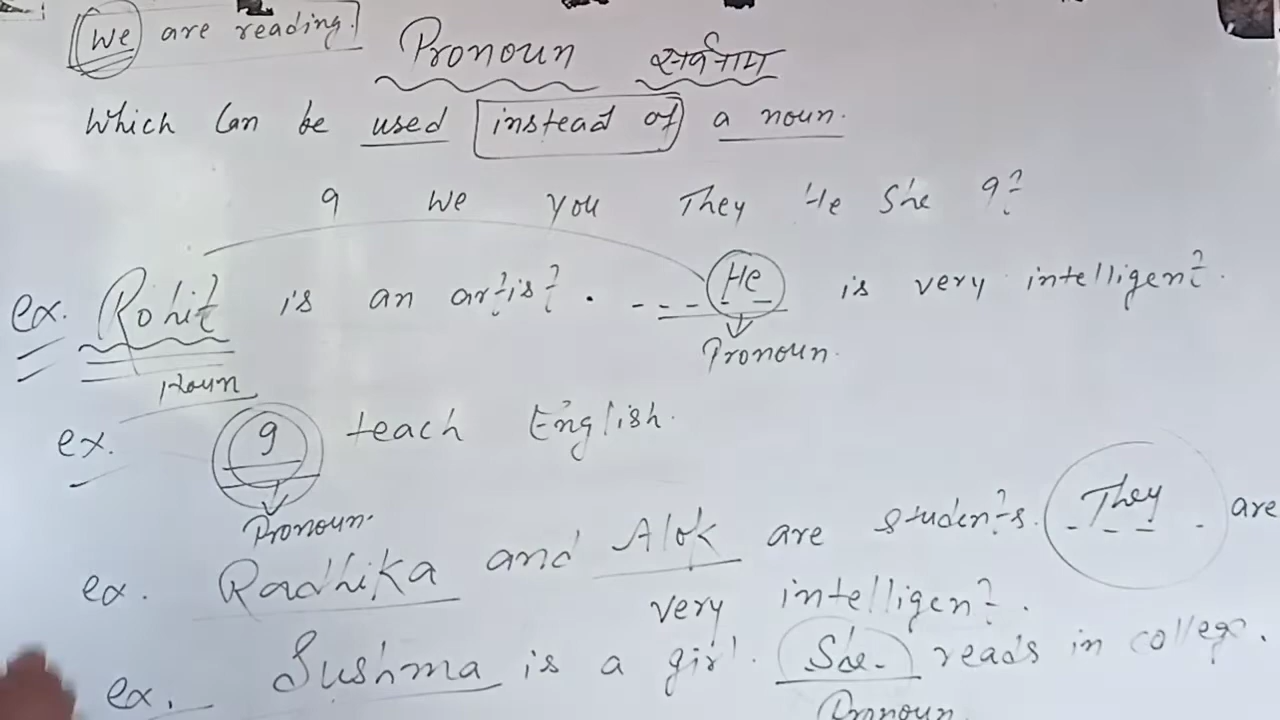 We are reading.
Pronoun सर्वनाम
Which can be used instead of a noun.
I We you They He She It
ex. Rohit is an artist. He is very intelligent.
Noun Pronoun.
ex. I teach English.
Pronoun.
ex. Radhika and Alok are students. They are
very intelligent.
ex. Sushma is a girl. She reads in college.
Pronoun